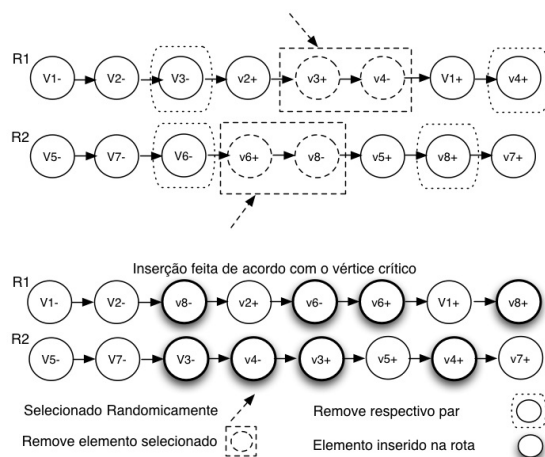 R1
V1- V2- V3- v2+ v3+ v4- V1+ v4+
R2
V5- V7- V6- v6+ v8- v5+ v8+ v7+
Inserção feita de acordo com o vértice crítico
R1
V1- V2- v8- v2+ v6- v6+ V1+ v8+
R2
V5- V7- V3- v4- v3+ v5+ v4+ v7+
Selecionado Randomicamente
Remove respectivo par
Remove elemento selecionado
Elemento inserido na rota